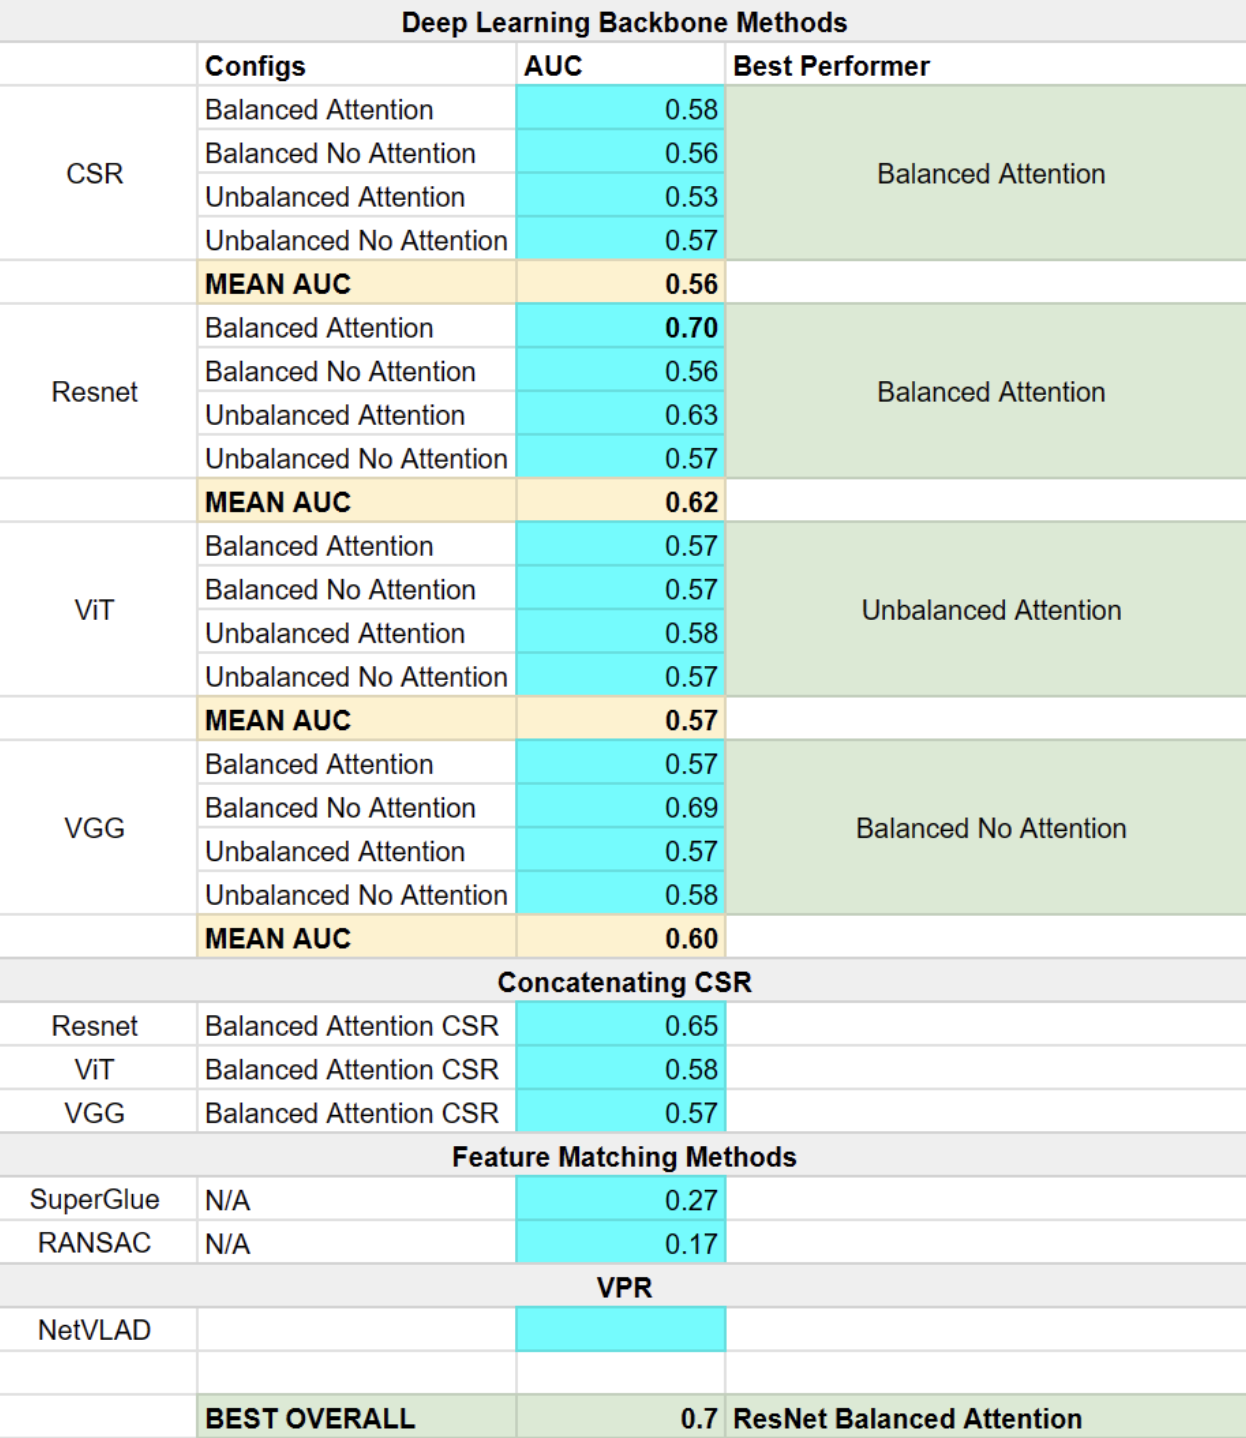 Deep Learning Backbone Methods
Configs AUC Best Performer
Balanced Attention 0.58
Balanced No Attention 0.56
CSR Balanced Attention
Unbalanced Attention 0.53
Unbalanced No Attention 0.57
MEAN AUC 0.56
Balanced Attention 0.70
Balanced No Attention 0.56
Resnet Balanced Attention
Unbalanced Attention 0.63
Unbalanced No Attention 0.57
MEAN AUC 0.62
Balanced Attention 0.57
Balanced No Attention 0.57
ViT Unbalanced Attention
Unbalanced Attention 0.58
Unbalanced No Attention 0.57
MEAN AUC 0.57
Balanced Attention 0.57
Balanced No Attention 0.69
VGG Balanced No Attention
Unbalanced Attention 0.57
Unbalanced No Attention 0.58
MEAN AUC 0.60
Concatenating CSR
Resnet Balanced Attention CSR 0.65
ViT Balanced Attention CSR 0.58
VGG Balanced Attention CSR 0.57
Feature Matching Methods
SuperGlue N/A 0.27
RANSAC N/A 0.17
VPR
NetVLAD
BEST OVERALL 0.7 ResNet Balanced Attention